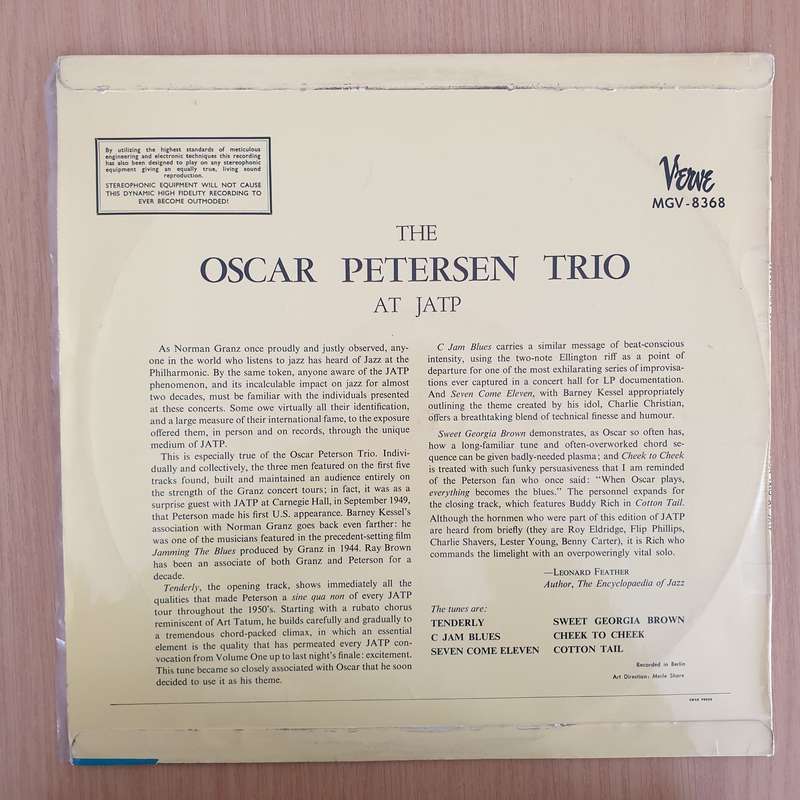 By utilizing the highest standards of meticulous
engineering and electronic techniques this recording
has also been designed to play on any stereophonic
equipment giving an equally true, living sound
reproduction.
STEREOPHONIC EQUIPMENT WILL NOT CAUSE
THIS DYNAMIC HIGH FIDELITY RECORDING TO
EVER BECOME OUTMODED!
Verve
MGV-8368
THE
OSCAR PETERSEN TRIO
AT JATP
As Norman Granz once proudly and justly observed, any-
one in the world who listens to jazz has heard of Jazz at the
Philharmonic. By the same token, anyone aware of the JATP
phenomenon, and its incalculable impact on jazz for almost
two decades, must be familiar with the individuals presented
at these concerts. Some owe virtually all their identification,
and a large measure of their international fame, to the exposure
offered them, in person and on records, through the unique
medium of JATP.
This is especially true of the Oscar Peterson Trio. Indivi-
dually and collectively, the three men featured on the first five
tracks found, built and maintained an audience entirely on
the strength of the Granz concert tours; in fact, it was as a
surprise guest with JATP at Carnegie Hall, in September 1949,
that Peterson made his first U.S. appearance. Barney Kessel's
association with Norman Granz goes back even farther: he
was one of the musicians featured in the precedent-setting film
Jamming The Blues produced by Granz in 1944. Ray Brown
has been an associate of both Granz and Peterson for a
decade.
Tenderly, the opening track, shows immediately all the
qualities that made Peterson a sine qua non of every JATP
tour throughout the 1950's. Starting with a rubato chorus
reminiscent of Art Tatum, he builds carefully and gradually to
a tremendous chord-packed climax, in which an essential
element is the quality that has permeated every JATP con-
vocation from Volume One up to last night's finale: excitement.
This tune became so closely associated with Oscar that he soon
decided to use it as his theme.
C Jam Blues carries a similar message of beat-conscious
intensity, using the two-note Ellington riff as a point of
departure for one of the most exhilarating series of improvisa-
tions ever captured in a concert hall for LP documentation.
And Seven Come Eleven, with Barney Kessel appropriately
outlining the theme created by his idol, Charlie Christian,
offers a breathtaking blend of technical finesse and humour.
Sweet Georgia Brown demonstrates, as Oscar so often has,
how a long-familiar tune and often-overworked chord se-
quence can be given badly-needed plasma; and Cheek to Cheek
is treated with such funky persuasiveness that I am reminded
of the Peterson fan who once said: "When Oscar plays,
everything becomes the blues." The personnel expands for
the closing track, which features Buddy Rich in Cotton Tail.
Although the hornmen who were part of this edition of JATP
are heard from briefly (they are Roy Eldridge, Flip Phillips,
Charlie Shavers, Lester Young, Benny Carter), it is Rich who
commands the limelight with an overpoweringly vital solo.
—LEONARD FEATHER
Author, The Encyclopaedia of Jazz
The tunes are:
TENDERLY
C JAM BLUES
SEVEN COME ELEVEN
SWEET GEORGIA BROWN
CHEEK TO CHEEK
COTTON TAIL
Recorded in Berlin
Art Direction: Merle Shore